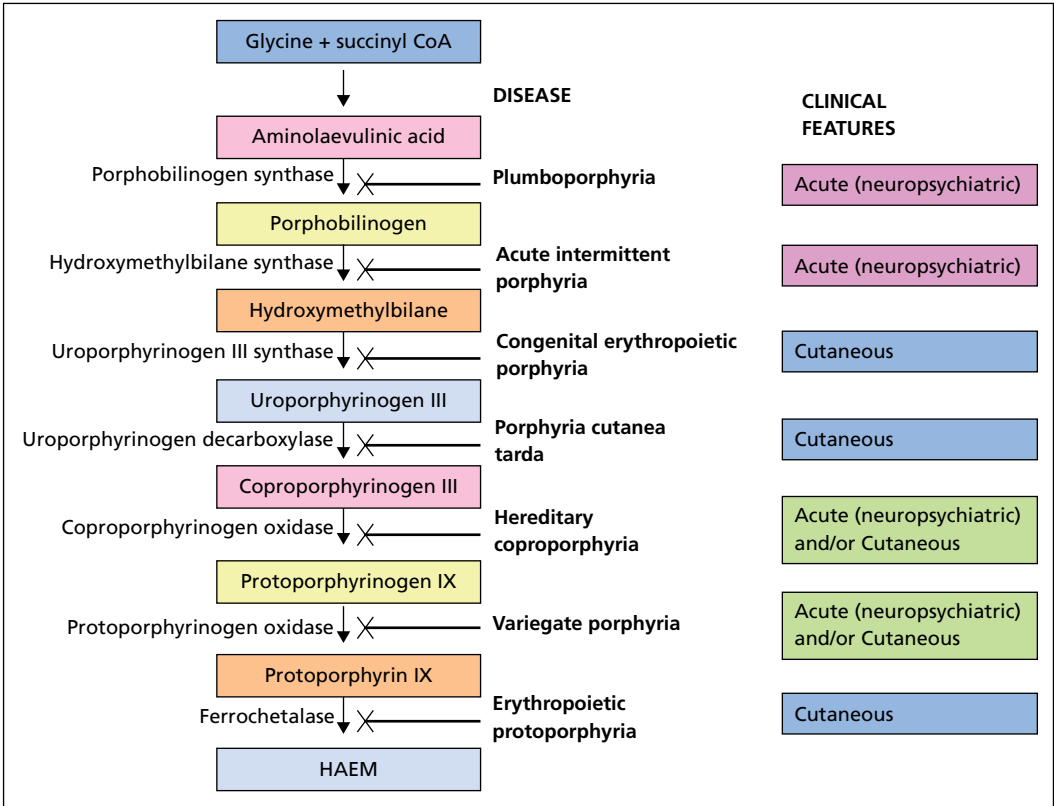 Glycine + succinyl CoA
DISEASE
CLINICAL
FEATURES
Aminolaevulinic acid
Porphobilinogen synthase
Plumboporphyria
Acute (neuropsychiatric)
Porphobilinogen
Hydroxymethylbilane synthase
Acute intermittent
porphyria
Acute (neuropsychiatric)
Hydroxymethylbilane
Uroporphyrinogen III synthase
Congenital erythropoietic
porphyria
Cutaneous
Uroporphyrinogen III
Uroporphyrinogen decarboxylase
Porphyria cutanea
tarda
Cutaneous
Coproporphyrinogen III
Coproporphyrinogen oxidase
Hereditary
coproporphyria
Acute (neuropsychiatric)
and/or Cutaneous
Protoporphyrinogen IX
Protoporphyrinogen oxidase
Variegate porphyria
Acute (neuropsychiatric)
and/or Cutaneous
Protoporphyrin IX
Ferrochetalase
Erythropoietic
protoporphyria
Cutaneous
HAEM